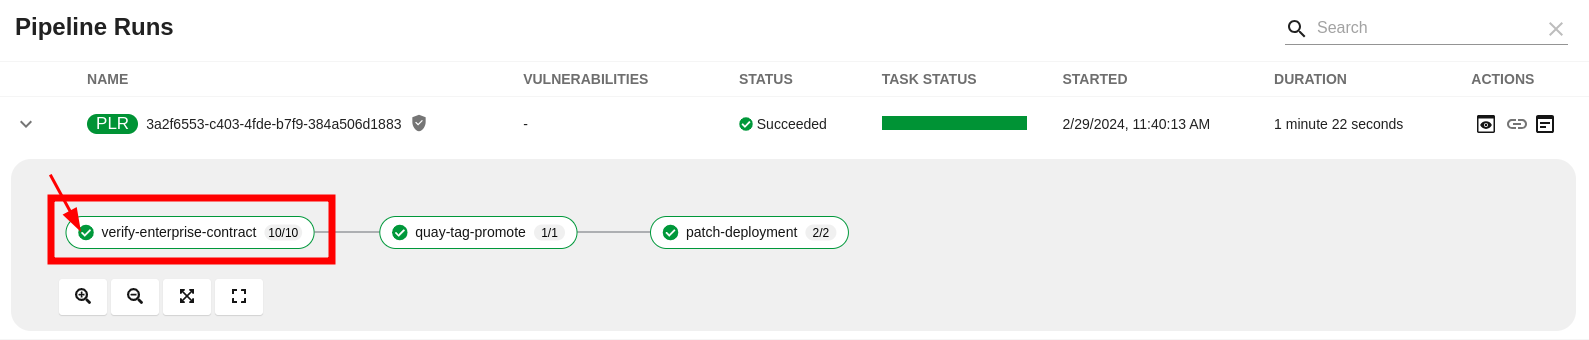 Pipeline Runs
Search
NAME VULNERABILITIES STATUS TASK STATUS STARTED DURATION ACTIONS
PLR 3a2f6553-c403-4fde-b7f9-384a506d1883 - Succeeded 2/29/2024, 11:40:13 AM 1 minute 22 seconds
verify-enterprise-contract 10/10 quay-tag-promote 1/1 patch-deployment 2/2